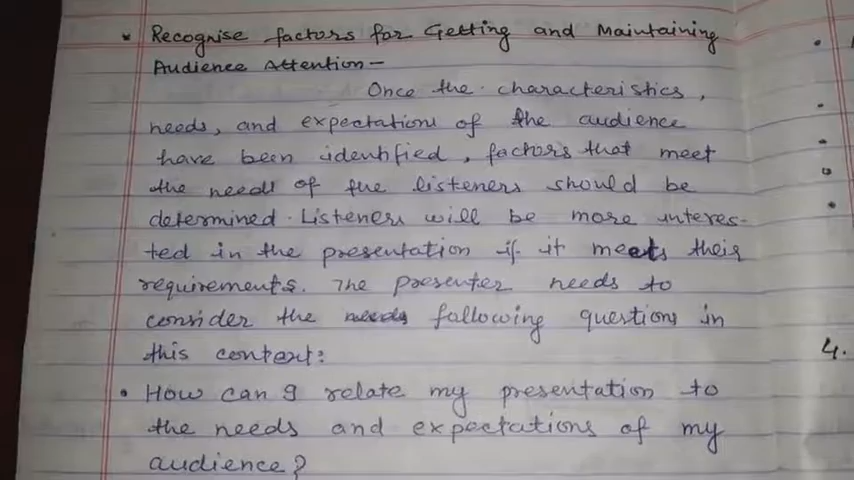 * Recognise factors for Getting and Maintaining
Audience Attention-
Once the characteristics,
needs, and expectations of the audience
have been identified, factors that meet
the needs of the listeners should be
determined. Listeners will be more interes-
ted in the presentation if it meets their
requirements. The presenter needs to
consider the needs following questions in
this context:
• How can I relate my presentation to
the needs and expectations of my
audience?
4.